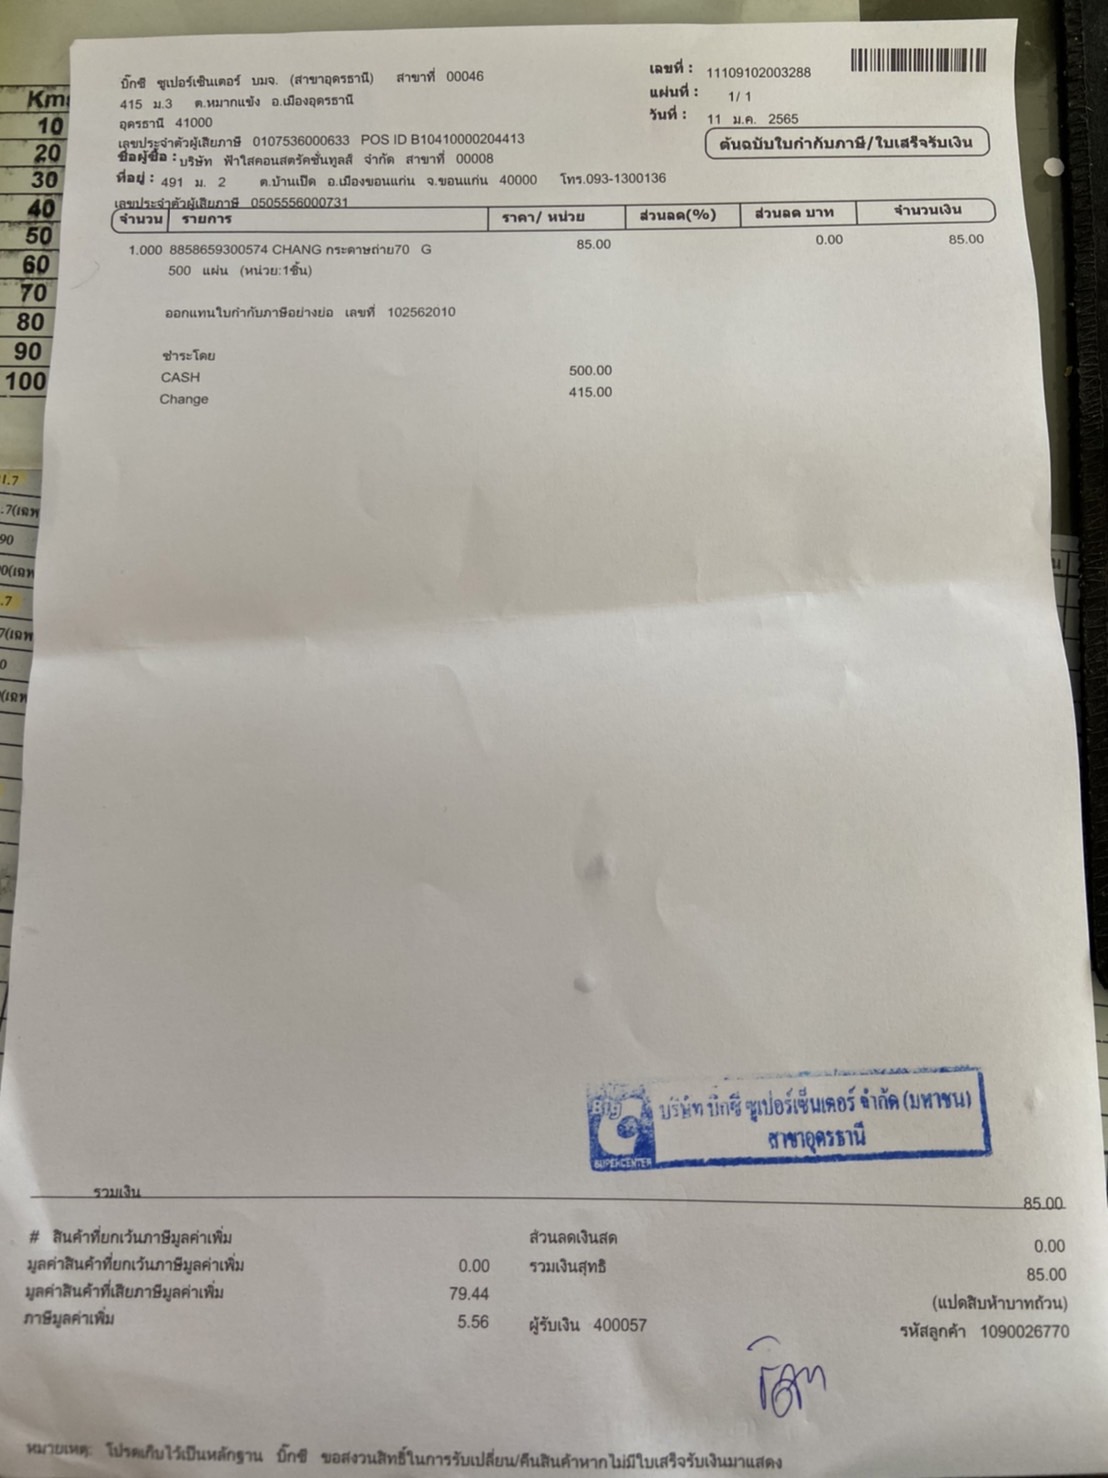 บิ๊กซี ซูเปอร์เซินเตอร์ บมจ. (สาขาอุดรธานี) สาขาที่ 00046
415 ม.3 ต.หมากแข้ง อ.เมืองอุดรธานี
อุดรธานี 41000
เลขประจำตัวผู้เสียภาษี 0107536000633 POS ID B10410000204413
ชื่อผู้ซื้อ : บริษัท ฟ้าใสคอนสตรัคชั่นทูลส์ จำกัด สาขาที่ 00008
ที่อยู่ : 491 ม. 2 ต.บ้านเป็ด อ.เมืองขอนแก่น จ.ขอนแก่น 40000 โทร.093-1300136
เลขประจำตัวผู้เสียภาษี 0505556000731
เลขที่ : 11109102003288
แผ่นที่ : 1/ 1
วันที่ : 11 ม.ค. 2565
ต้นฉบับใบกำกับภาษี/ใบเสร็จรับเงิน
จำนวน รายการ ราคา/ หน่วย ส่วนลด(%) ส่วนลด บาท จำนวนเงิน
1.000 8858659300574 CHANG กระดาษถ่าย70 G 85.00 0.00 85.00
500 แผ่น (หน่วย:1ชิ้น)
ออกแทนใบกำกับภาษีอย่างย่อ เลขที่ 102562010
ชำระโดย
CASH 500.00
Change 415.00
Big C
SUPERCENTER
บริษัท บิ๊กซี ซูเปอร์เซ็นเตอร์ จำกัด (มหาชน)
สาขาอุดรธานี
รวมเงิน 85.00
# สินค้าที่ยกเว้นภาษีมูลค่าเพิ่ม ส่วนลดเงินสด 0.00
มูลค่าสินค้าที่ยกเว้นภาษีมูลค่าเพิ่ม 0.00 รวมเงินสุทธิ 85.00
มูลค่าสินค้าที่เสียภาษีมูลค่าเพิ่ม 79.44 (แปดสิบห้าบาทถ้วน)
ภาษีมูลค่าเพิ่ม 5.56 ผู้รับเงิน 400057 รหัสลูกค้า 1090026770
หมายเหตุ: โปรดเก็บไว้เป็นหลักฐาน บิ๊กซี ขอสงวนสิทธิ์ในการรับเปลี่ยน/คืนสินค้าหากไม่มีใบเสร็จรับเงินมาแสดง
10
20
30
40
50
60
70
80
90
100